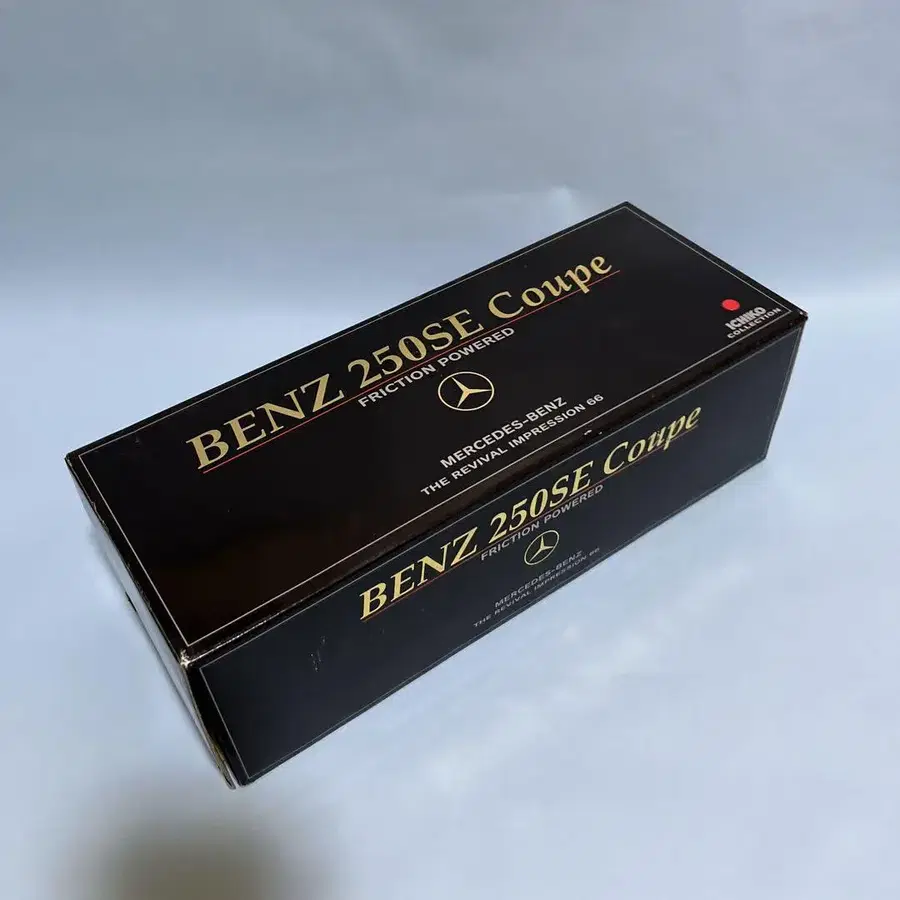 BENZ 250SE Coupe
FRICTION POWERED
MERCEDES-BENZ
THE REVIVAL IMPRESSION 66
ICHIKO
COLLECTION
BENZ 250SE Coupe
FRICTION POWERED
MERCEDES-BENZ
THE REVIVAL IMPRESSION 66